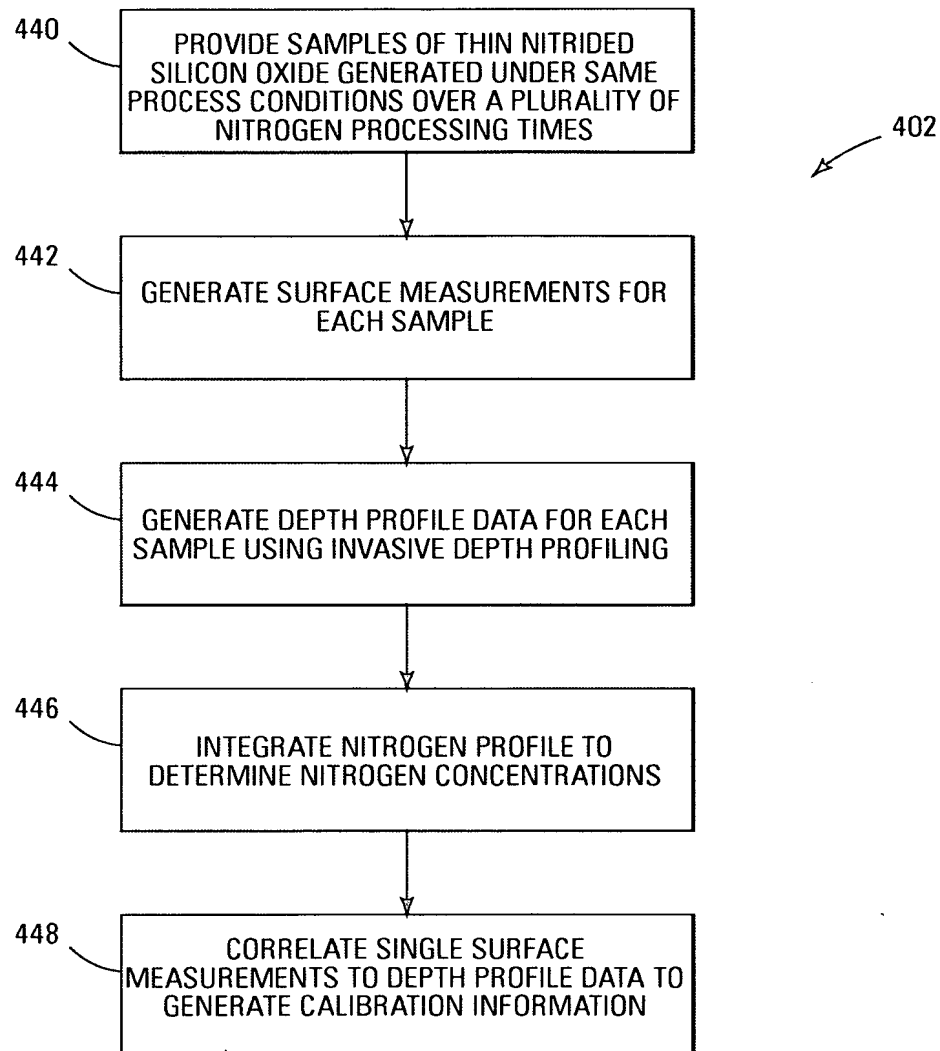 440
PROVIDE SAMPLES OF THIN NITRIDED
SILICON OXIDE GENERATED UNDER SAME
PROCESS CONDITIONS OVER A PLURALITY OF
NITROGEN PROCESSING TIMES
402
442
GENERATE SURFACE MEASUREMENTS FOR
EACH SAMPLE
444
GENERATE DEPTH PROFILE DATA FOR EACH
SAMPLE USING INVASIVE DEPTH PROFILING
446
INTEGRATE NITROGEN PROFILE TO
DETERMINE NITROGEN CONCENTRATIONS
448
CORRELATE SINGLE SURFACE
MEASUREMENTS TO DEPTH PROFILE DATA TO
GENERATE CALIBRATION INFORMATION